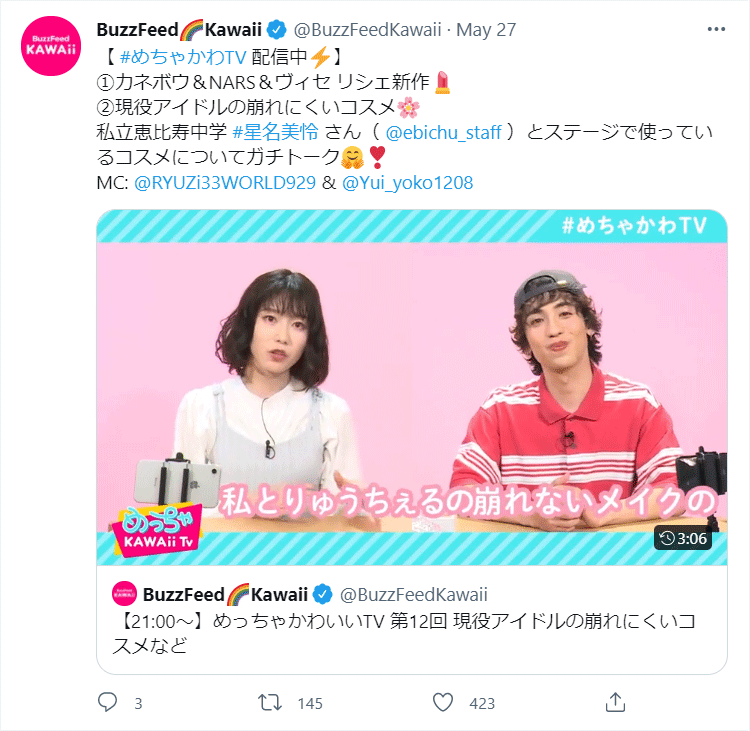 BuzzFeed🌈Kawaii @BuzzFeedKawaii · May 27
BuzzFeed
KAWAii
【 #めちゃかわTV 配信中⚡】
①カネボウ＆NARS＆ヴィセ リシェ新作💄
②現役アイドルの崩れにくいコスメ🌸
私立恵比寿中学 #星名美怜 さん（ @ebichu_staff ）とステージで使ってい
るコスメについてガチトーク🤗❣️
MC: @RYUZi33WORLD929 & @Yui_yoko1208
#めちゃかわTV
私とりゅうちぇるの崩れないメイクの
めっちゃ
KAWAii Tv
3:06
BuzzFeed🌈Kawaii @BuzzFeedKawaii
【21:00～】めっちゃかわいいTV 第12回 現役アイドルの崩れにくいコ
スメなど
3 145 423